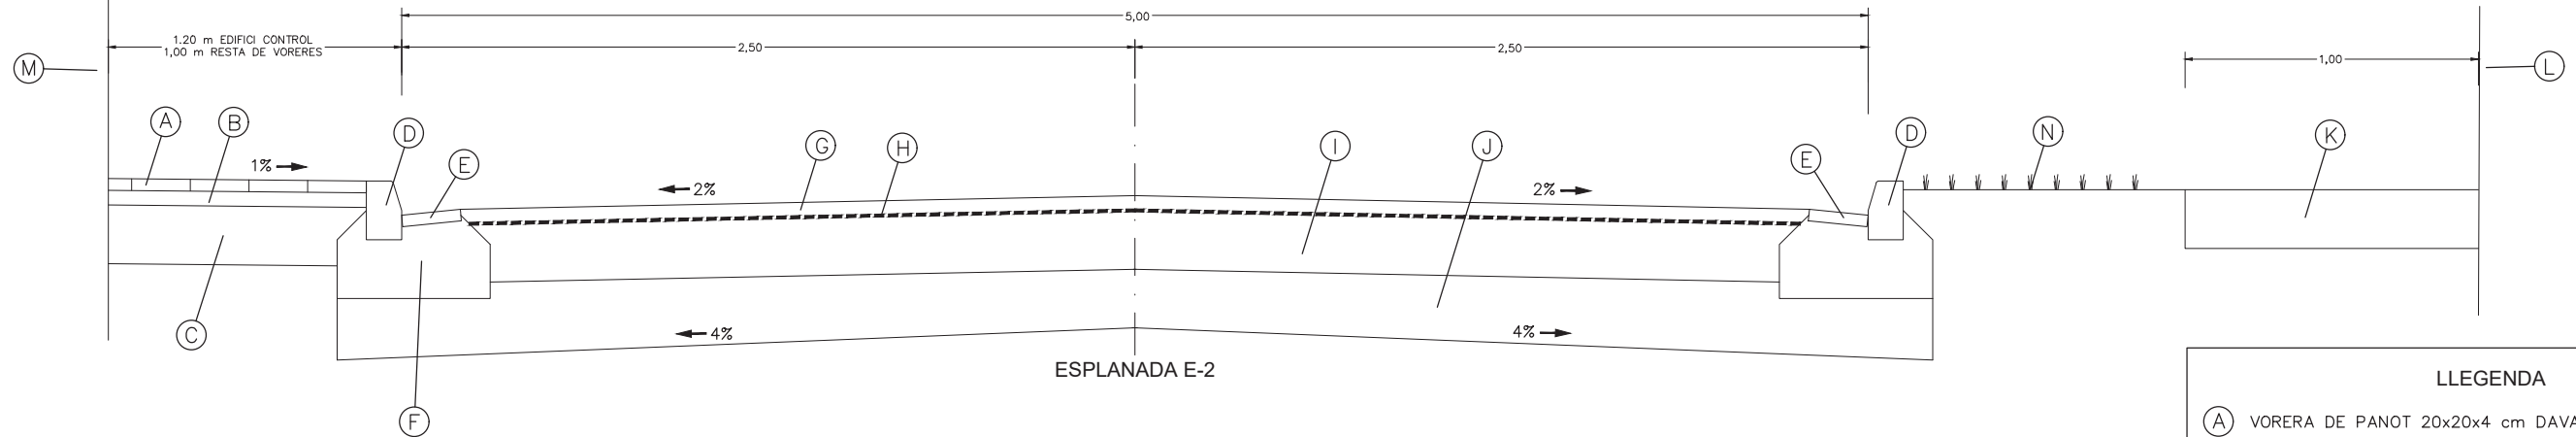 5,00
1.20 m EDIFICI CONTROL
1,00 m RESTA DE VORERES
2,50
2,50
1,00
M
L
A
B
D
E
G
H
I
J
E
D
N
K
1%
2%
2%
C
4%
4%
ESPLANADA E-2
F
LLEGENDA
A VORERA DE PANOT 20x20x4 cm